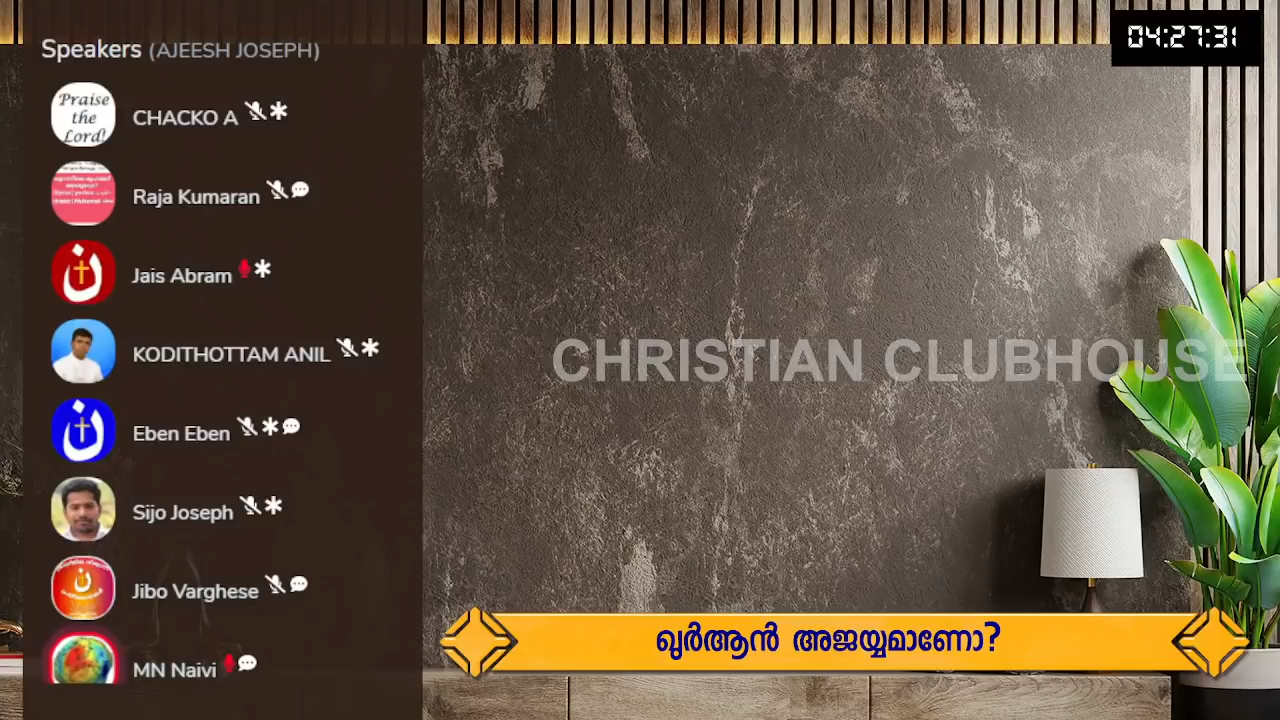 Speakers (AJEESH JOSEPH)
04:27:31
Praise
the
Lord!
CHACKO A
Raja Kumaran
Jais Abram
KODITHOTTAM ANIL
Eben Eben
Sijo Joseph
Jibo Varghese
MN Naivi
CHRISTIAN CLUBHOUSE
ഖുർആൻ അജയ്യമാണോ?